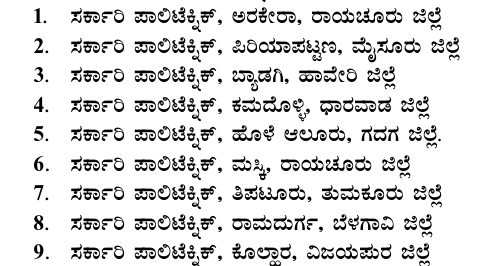 1. ಸರ್ಕಾರಿ ಪಾಲಿಟೆಕ್ನಿಕ್, ಅರಕೇರಾ, ರಾಯಚೂರು ಜಿಲ್ಲೆ
2. ಸರ್ಕಾರಿ ಪಾಲಿಟೆಕ್ನಿಕ್, ಪಿರಿಯಾಪಟ್ಟಣ, ಮೈಸೂರು ಜಿಲ್ಲೆ
3. ಸರ್ಕಾರಿ ಪಾಲಿಟೆಕ್ನಿಕ್, ಬ್ಯಾಡಗಿ, ಹಾವೇರಿ ಜಿಲ್ಲೆ
4. ಸರ್ಕಾರಿ ಪಾಲಿಟೆಕ್ನಿಕ್, ಕಮದೊಳ್ಳಿ, ಧಾರವಾಡ ಜಿಲ್ಲೆ
5. ಸರ್ಕಾರಿ ಪಾಲಿಟೆಕ್ನಿಕ್, ಹೊಳೆ ಆಲೂರು, ಗದಗ ಜಿಲ್ಲೆ.
6. ಸರ್ಕಾರಿ ಪಾಲಿಟೆಕ್ನಿಕ್, ಮಸ್ಕಿ, ರಾಯಚೂರು ಜಿಲ್ಲೆ
7. ಸರ್ಕಾರಿ ಪಾಲಿಟೆಕ್ನಿಕ್, ತಿಪಟೂರು, ತುಮಕೂರು ಜಿಲ್ಲೆ
8. ಸರ್ಕಾರಿ ಪಾಲಿಟೆಕ್ನಿಕ್, ರಾಮದುರ್ಗ, ಬೆಳಗಾವಿ ಜಿಲ್ಲೆ
9. ಸರ್ಕಾರಿ ಪಾಲಿಟೆಕ್ನಿಕ್, ಕೊಲ್ಹಾರ, ವಿಜಯಪುರ ಜಿಲ್ಲೆ